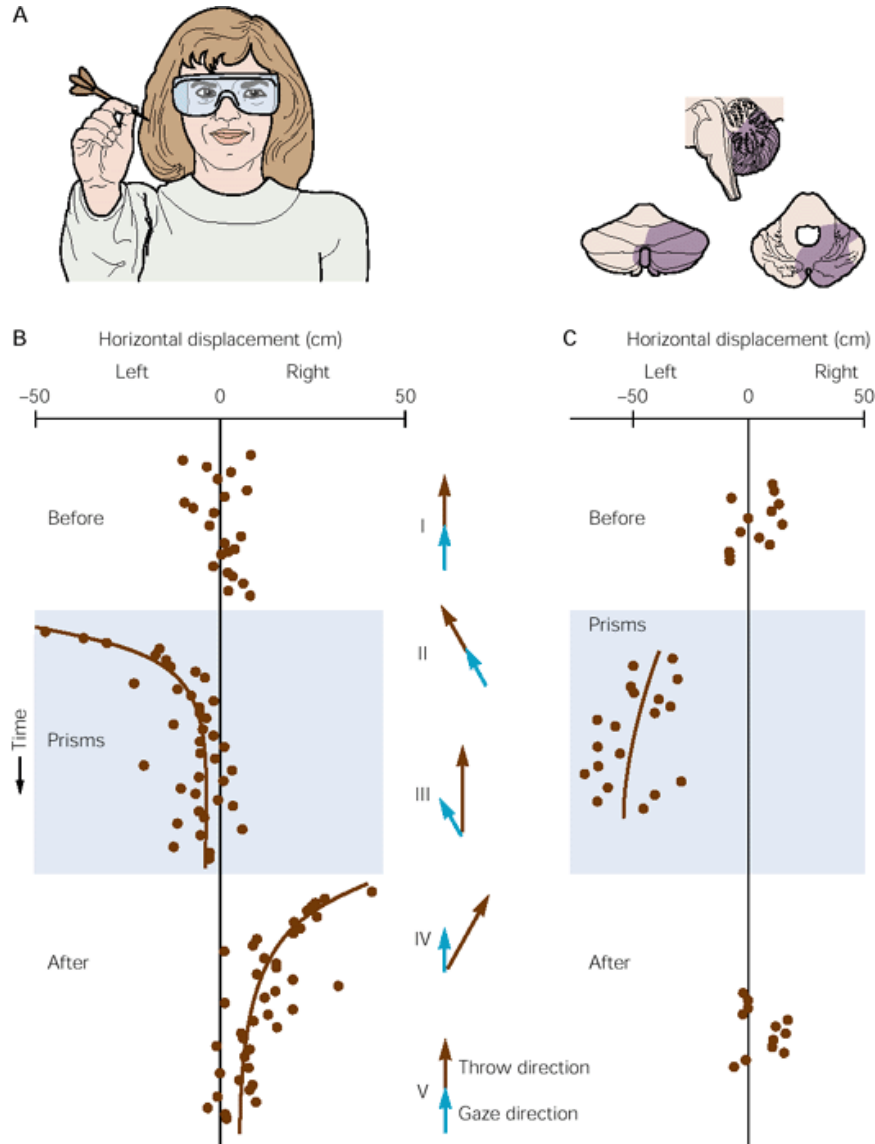 A
B
Horizontal displacement (cm)
Left Right
–50 0 50
Before
Prisms
After
Time
I
II
III
IV
V
Throw direction
Gaze direction
C
Horizontal displacement (cm)
Left Right
–50 0 50
Before
Prisms
After